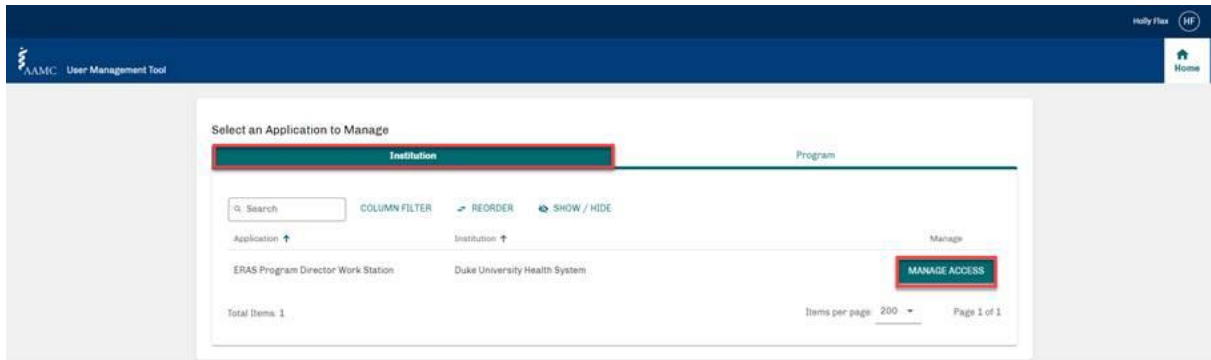 Holly Flax HF
AAMC User Management Tool
Home
Select an Application to Manage
Institution Program
Search COLUMN FILTER REORDER SHOW / HIDE
Application Institution Manage
ERAS Program Director Work Station Duke University Health System MANAGE ACCESS
Total Items: 1 Items per page: 200 Page 1 of 1